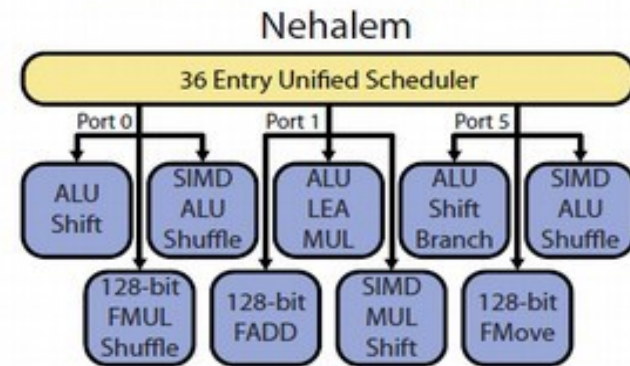 Nehalem
36 Entry Unified Scheduler
Port 0
Port 1
Port 5
ALU
Shift
SIMD
ALU
Shuffle
ALU
LEA
MUL
ALU
Shift
Branch
SIMD
ALU
Shuffle
128-bit
FMUL
Shuffle
128-bit
FADD
SIMD
MUL
Shift
128-bit
FMove